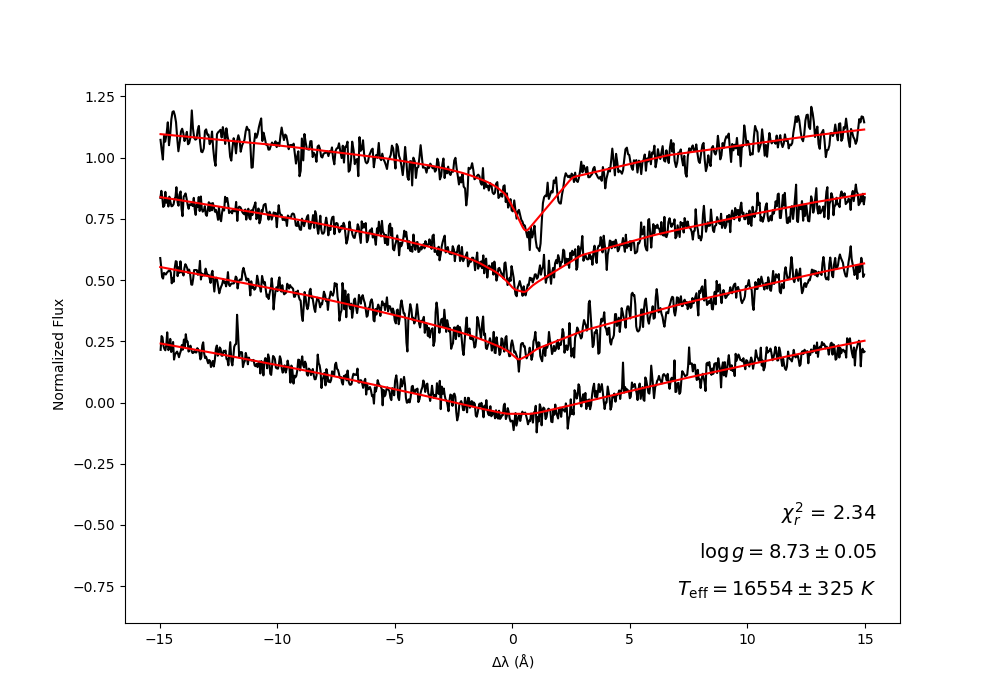 1.25
1.00
0.75
0.50
0.25
0.00
−0.25
−0.50
−0.75
Normalized Flux
χ²ᵣ = 2.34
log g = 8.73 ± 0.05
T_eff = 16554 ± 325 K
−15 −10 −5 0 5 10 15
Δλ (Å)